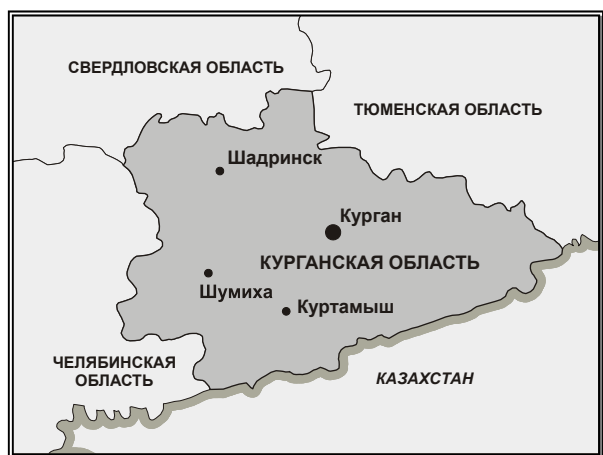 СВЕРДЛОВСКАЯ ОБЛАСТЬ
ТЮМЕНСКАЯ ОБЛАСТЬ
Шадринск
Курган
КУРГАНСКАЯ ОБЛАСТЬ
Шумиха
Куртамыш
ЧЕЛЯБИНСКАЯ
ОБЛАСТЬ
КАЗАХСТАН